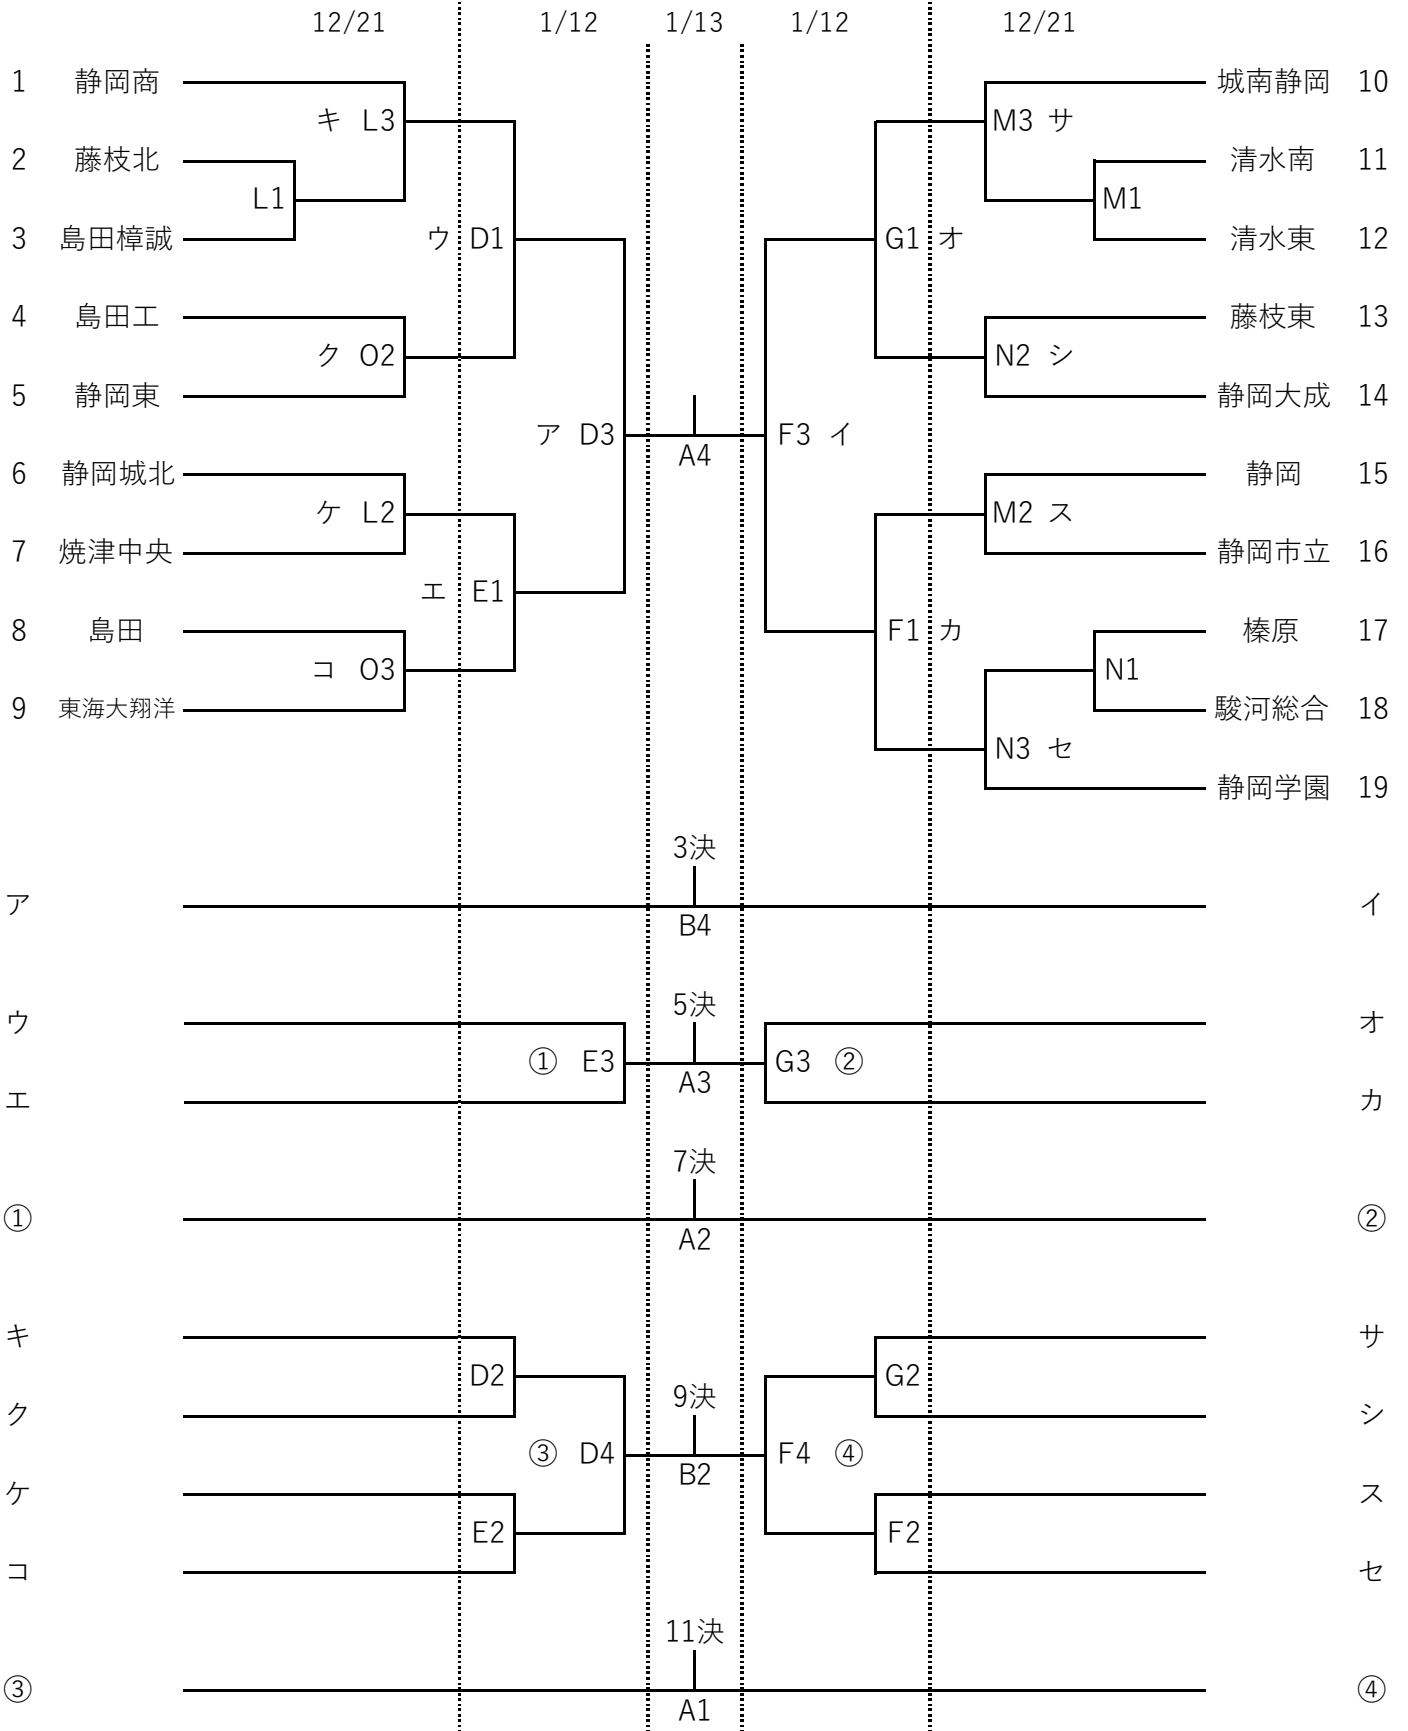 12/21 1/12 1/13 1/12 12/21
1 静岡商 城南静岡 10
キ L3 M3 サ
2 藤枝北 清水南 11
L1 M1
3 島田樟誠 ウ D1 G1 オ 清水東 12
4 島田工 藤枝東 13
ク O2 N2 シ
5 静岡東 静岡大成 14
ア D3 A4 F3 イ
6 静岡城北 静岡 15
ケ L2 M2 ス
7 焼津中央 静岡市立 16
エ E1
8 島田 F1 カ 榛原 17
コ O3 N1
9 東海大翔洋 駿河総合 18
N3 セ
静岡学園 19
3決
ア イ
B4
5決
ウ オ
① E3 A3 G3 ②
エ カ
7決
① ②
A2
キ サ
D2 G2
9決
ク シ
③ D4 B2 F4 ④
ケ ス
E2 F2
コ セ
11決
③ ④
A1